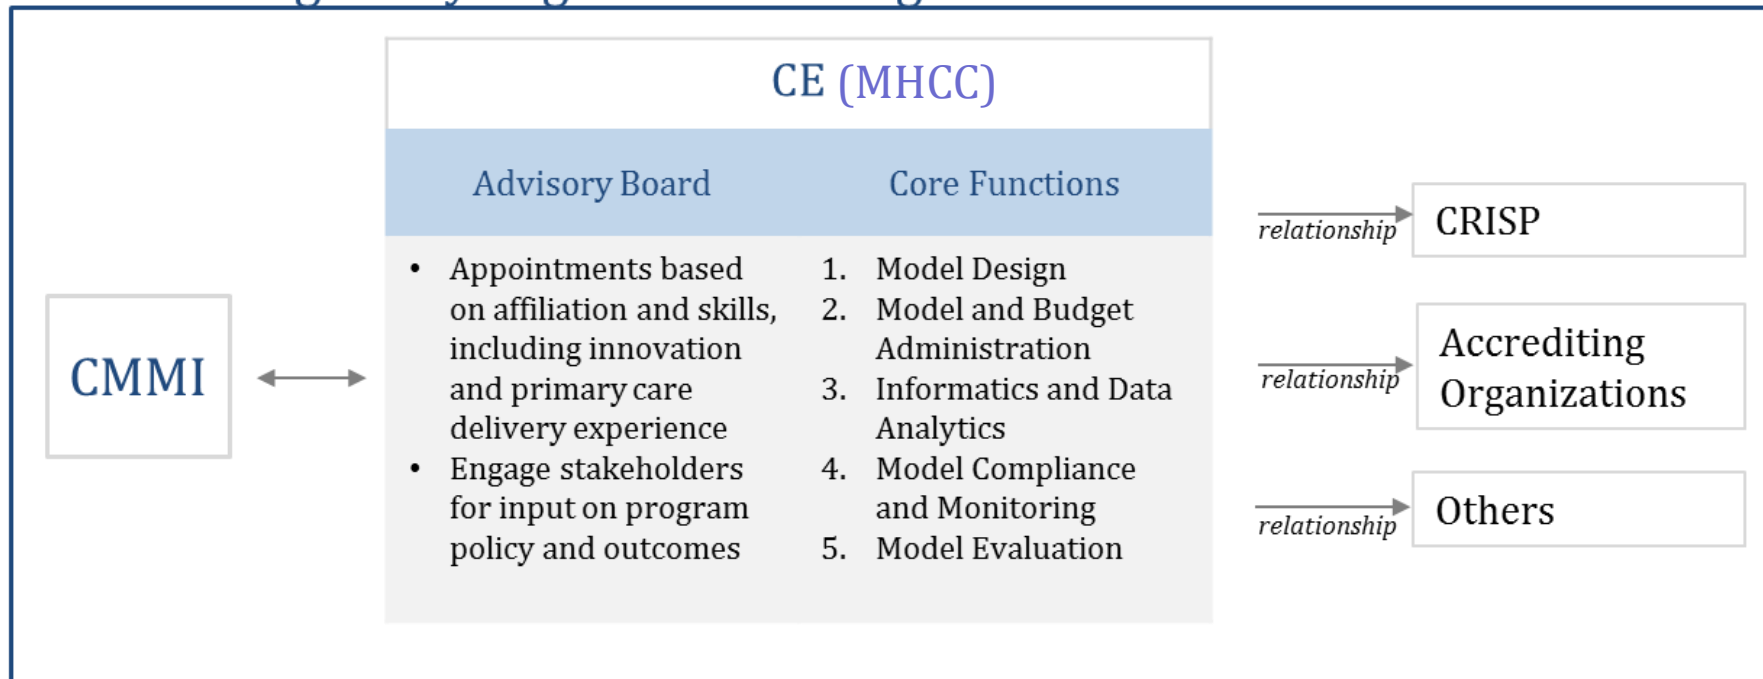 CE (MHCC)
Advisory Board
Core Functions
• Appointments based
on affiliation and skills,
including innovation
and primary care
delivery experience
• Engage stakeholders
for input on program
policy and outcomes
1. Model Design
2. Model and Budget
Administration
3. Informatics and Data
Analytics
4. Model Compliance
and Monitoring
5. Model Evaluation
CMMI
relationship
CRISP
relationship
Accrediting
Organizations
relationship
Others